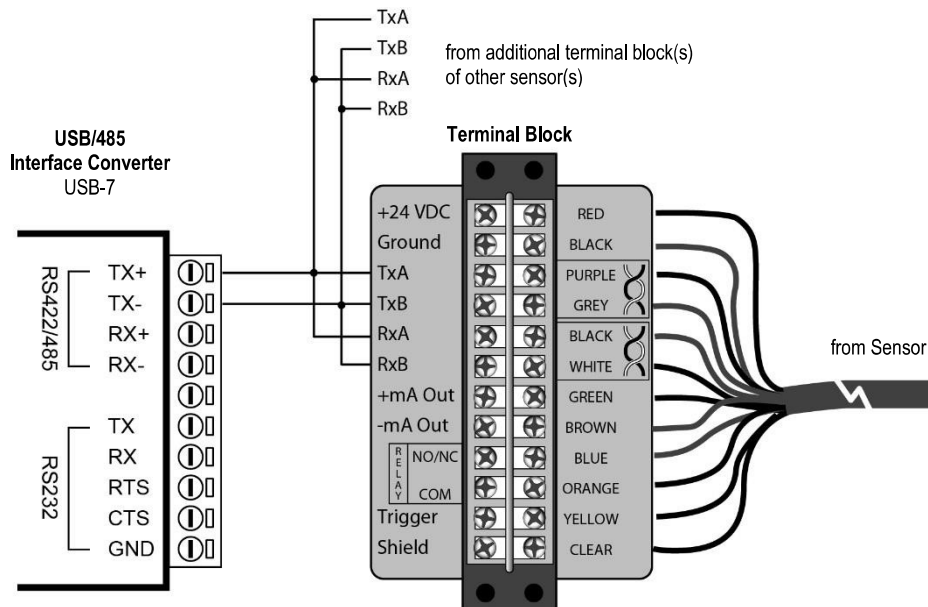 TxA
TxB
RxA
RxB
from additional terminal block(s)
of other sensor(s)
USB/485
Interface Converter
USB-7
RS422/485
TX+
TX-
RX+
RX-
RS232
TX
RX
RTS
CTS
GND
Terminal Block
+24 VDC
Ground
TxA
TxB
RxA
RxB
+mA Out
-mA Out
RELAY
NO/NC
COM
Trigger
Shield
RED
BLACK
PURPLE
GREY
BLACK
WHITE
GREEN
BROWN
BLUE
ORANGE
YELLOW
CLEAR
from Sensor